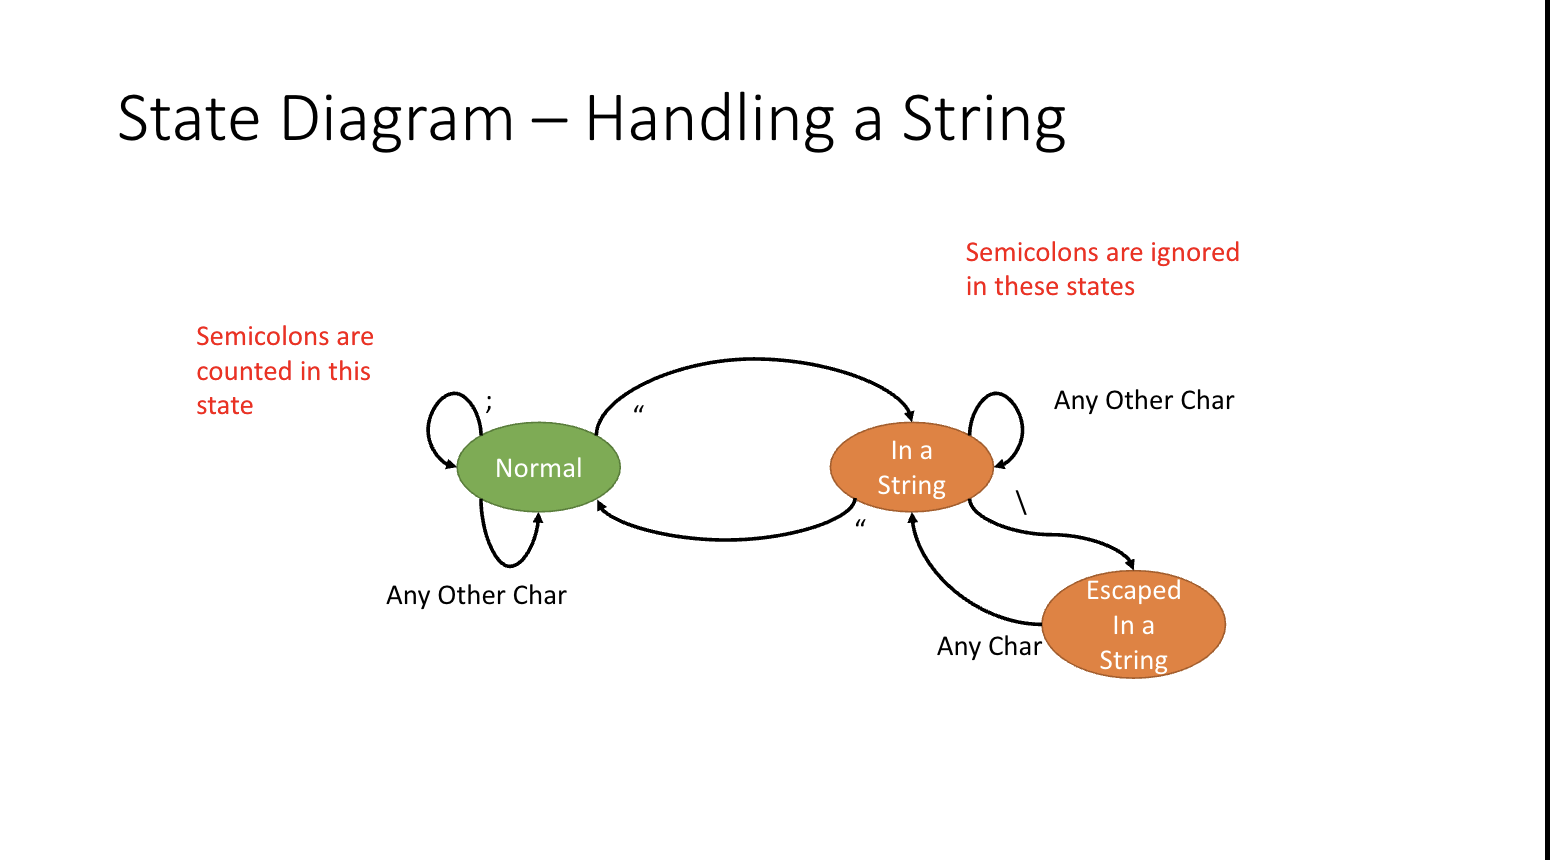 State Diagram – Handling a String
Semicolons are ignored
in these states
Semicolons are
counted in this
state
;
“
Any Other Char
Normal
In a
String
\
“
Any Other Char
Escaped
In a
String
Any Char